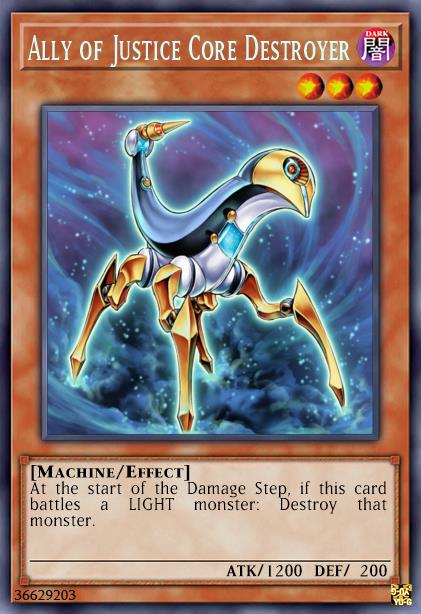 ALLY OF JUSTICE CORE DESTROYER
DARK
闇
[MACHINE/EFFECT]
At the start of the Damage Step, if this card
battles a LIGHT monster: Destroy that
monster.
ATK/1200 DEF/ 200
36629203